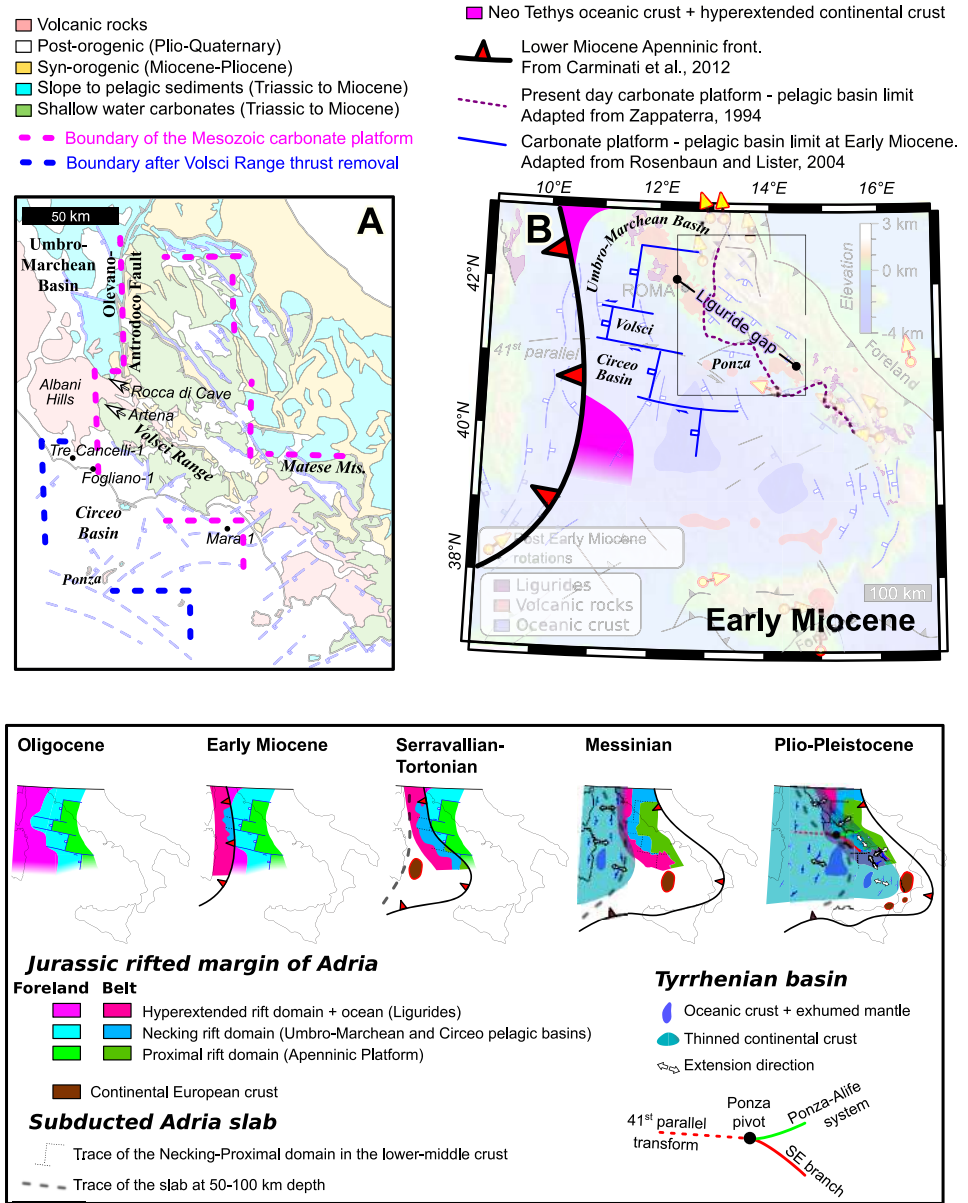 Volcanic rocks
Post-orogenic (Plio-Quaternary)
Syn-orogenic (Miocene-Pliocene)
Slope to pelagic sediments (Triassic to Miocene)
Shallow water carbonates (Triassic to Miocene)
Boundary of the Mesozoic carbonate platform
Boundary after Volsci Range thrust removal
Neo Tethys oceanic crust + hyperextended continental crust
Lower Miocene Apenninic front.
From Carminati et al., 2012
Present day carbonate platform - pelagic basin limit
Adapted from Zappaterra, 1994
Carbonate platform - pelagic basin limit at Early Miocene.
Adapted from Rosenbaun and Lister, 2004
50 km
A
Umbro-
Marchean
Basin
Olevano-
Antrodoco Fault
Albani
Hills
Rocca di Cave
Artena
Volsci Range
Tre Cancelli-1
Fogliano-1
Matese Mts.
Circeo
Basin
Mara 1
Ponza
10°E
12°E
14°E
16°E
B
42°N
40°N
38°N
Umbro-Marchean Basin
ROMA
Liguride gap
Volsci
41st parallel
Circeo
Basin
Ponza
Foreland
Elevation
3 km
0 km
-4 km
Post Early Miocene
rotations
Ligurides
Volcanic rocks
Oceanic crust
100 km
Early Miocene
Oligocene
Early Miocene
Serravallian-
Tortonian
Messinian
Plio-Pleistocene
Jurassic rifted margin of Adria
Foreland Belt
Hyperextended rift domain + ocean (Ligurides)
Necking rift domain (Umbro-Marchean and Circeo pelagic basins)
Proximal rift domain (Apenninic Platform)
Continental European crust
Subducted Adria slab
Trace of the Necking-Proximal domain in the lower-middle crust
Trace of the slab at 50-100 km depth
Tyrrhenian basin
Oceanic crust + exhumed mantle
Thinned continental crust
Extension direction
41st parallel
transform
Ponza
pivot
Ponza-Alife
system
SE branch